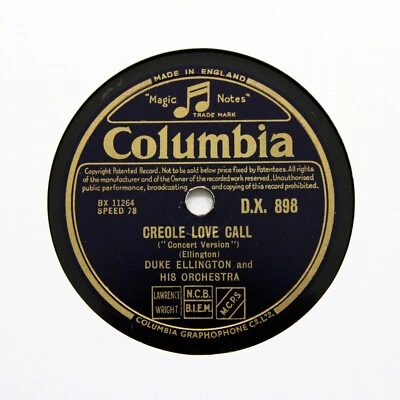 MADE IN ENGLAND
"Magic Notes"
TRADE MARK
Columbia
Copyright Patented Record. Not to be sold below price fixed by Patentees. All rights
of the manufacturer and of the Owner of the recorded work reserved. Unauthorised
public performance, broadcasting and copying of this record prohibited.
BX 11264
SPEED 78
D.X. 898
CREOLE LOVE CALL
("Concert Version")
(Ellington)
DUKE ELLINGTON and
HIS ORCHESTRA
LAWRENCE
WRIGHT
N.C.B.
B.I.E.M.
M.C.P.S.
COLUMBIA GRAPHOPHONE CO. LTD.